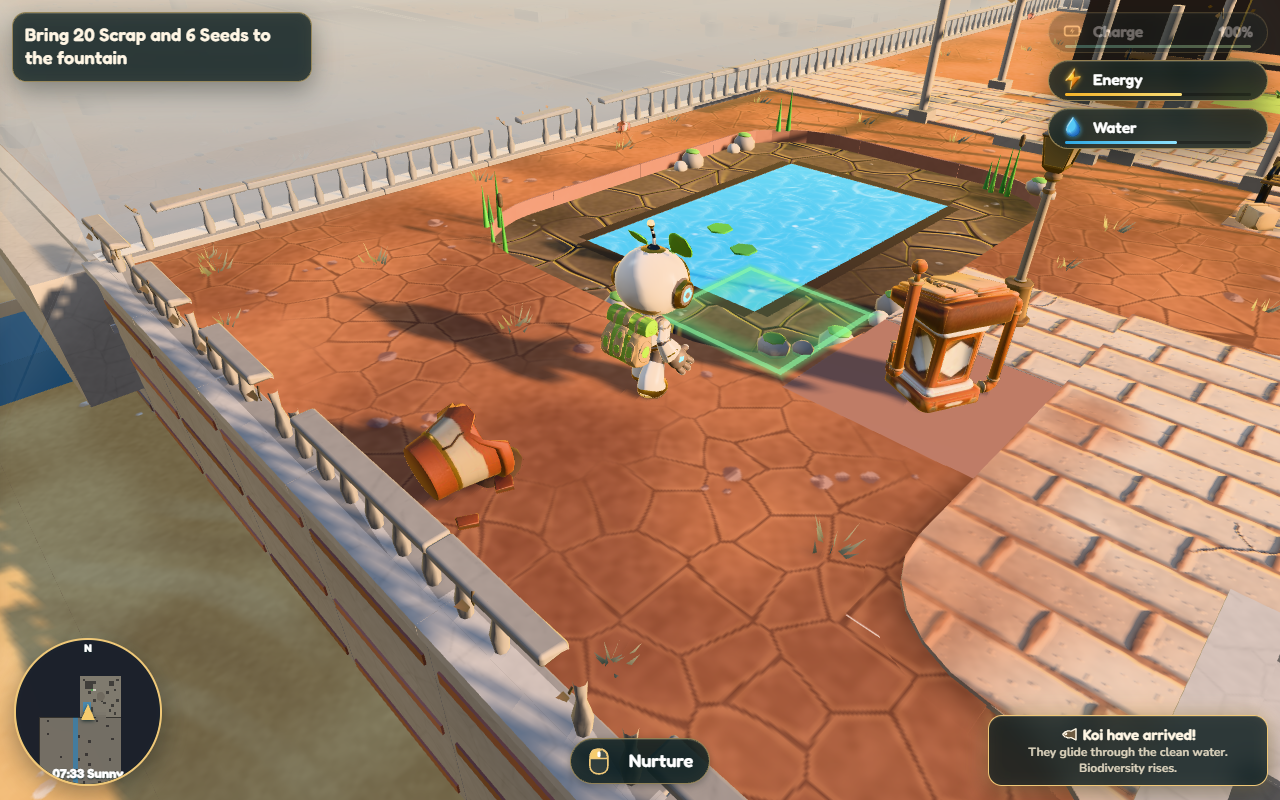 Bring 20 Scrap and 6 Seeds to
the fountain
Charge 100%
Energy
Water
N
07:33 Sunny
Nurture
Koi have arrived!
They glide through the clean water.
Biodiversity rises.